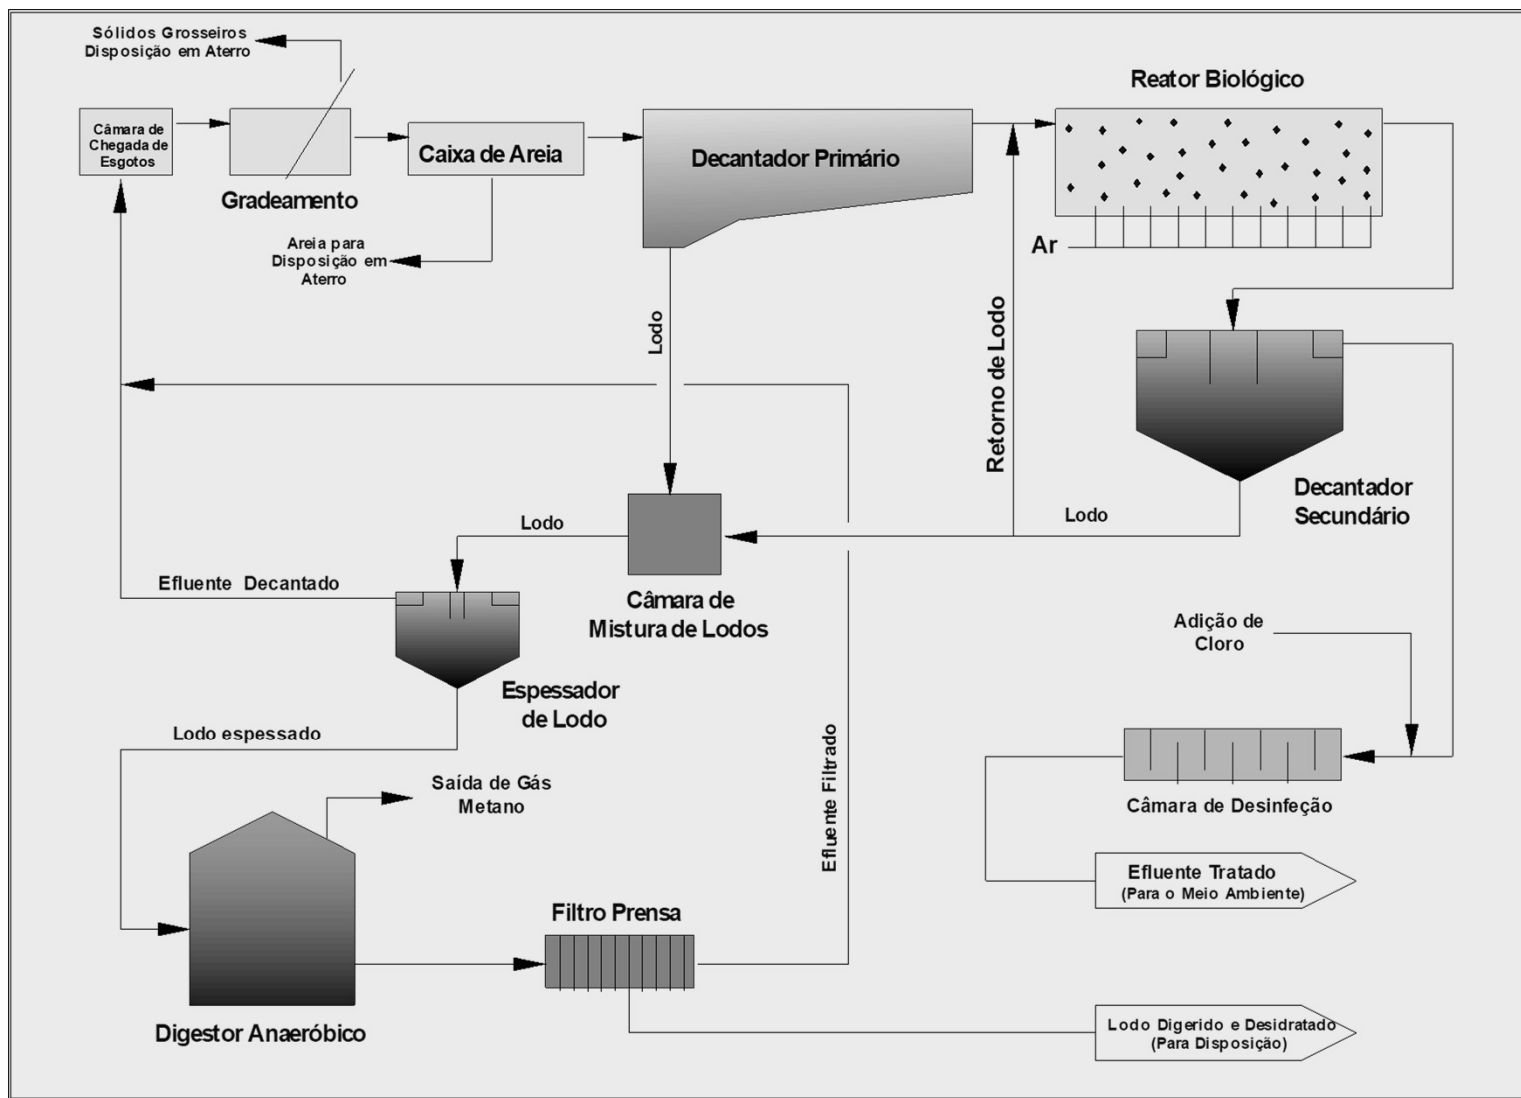 Sólidos Grosseiros
Disposição em Aterro
Reator Biológico
Câmara de
Chegada de
Esgotos
Caixa de Areia
Decantador Primário
Gradeamento
Areia para
Disposição em
Aterro
Ar
Lodo
Retorno de Lodo
Decantador
Secundário
Lodo
Lodo
Efluente Decantado
Câmara de
Mistura de Lodos
Adição de
Cloro
Espessador
de Lodo
Lodo espessado
Efluente Filtrado
Saída de Gás
Metano
Câmara de Desinfeção
Efluente Tratado
(Para o Meio Ambiente)
Filtro Prensa
Digestor Anaeróbico
Lodo Digerido e Desidratado
(Para Disposição)